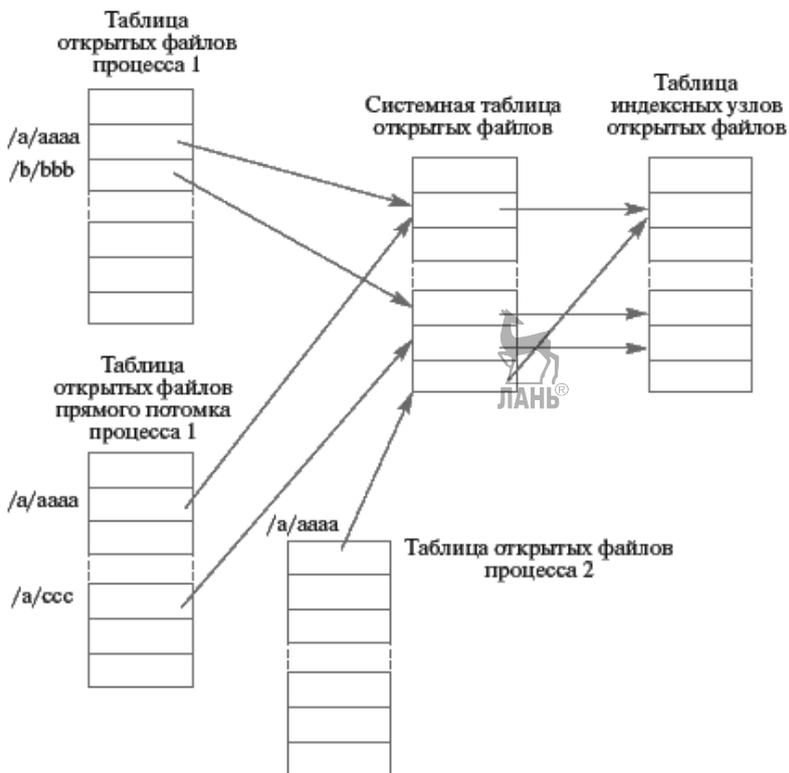 Таблица
открытых файлов
процесса 1
/a/aaaa
/b/bbb
Системная таблица
открытых файлов
Таблица
индексных узлов
открытых файлов
ЛАНЬ®
Таблица
открытых файлов
прямого потомка
процесса 1
/a/aaaa
/a/ccc
/a/aaaa
Таблица открытых файлов
процесса 2